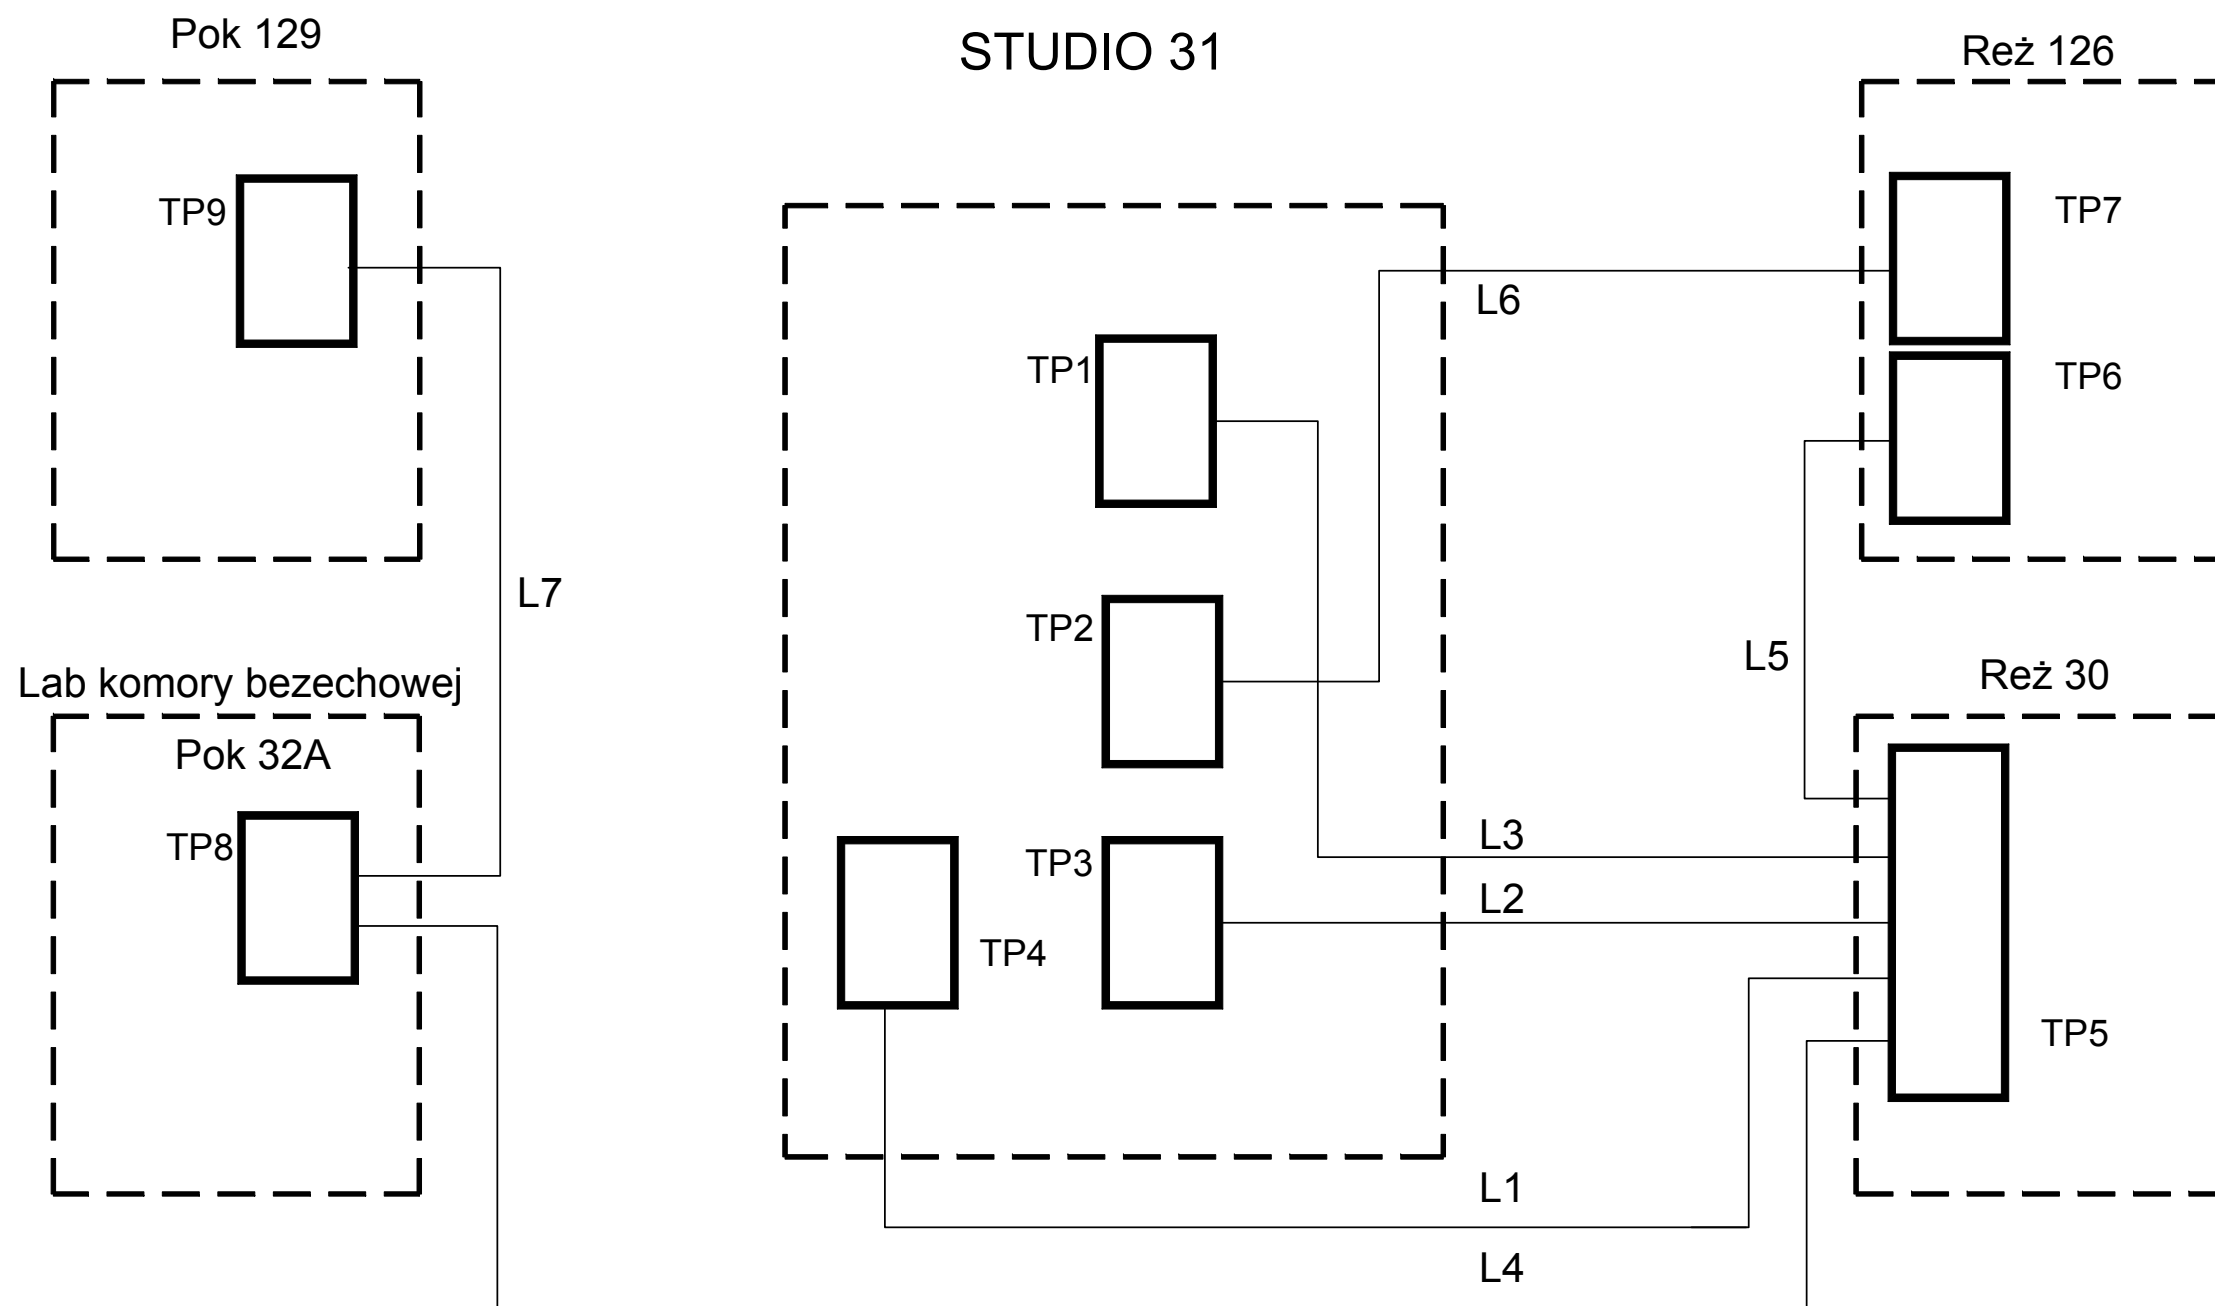 Pok 129
STUDIO 31
Reż 126
TP9
TP7
L6
TP1
TP6
L7
TP2
L5
Lab komory bezechowej
Reż 30
Pok 32A
TP8
L3
TP3
L2
TP4
TP5
L1
L4